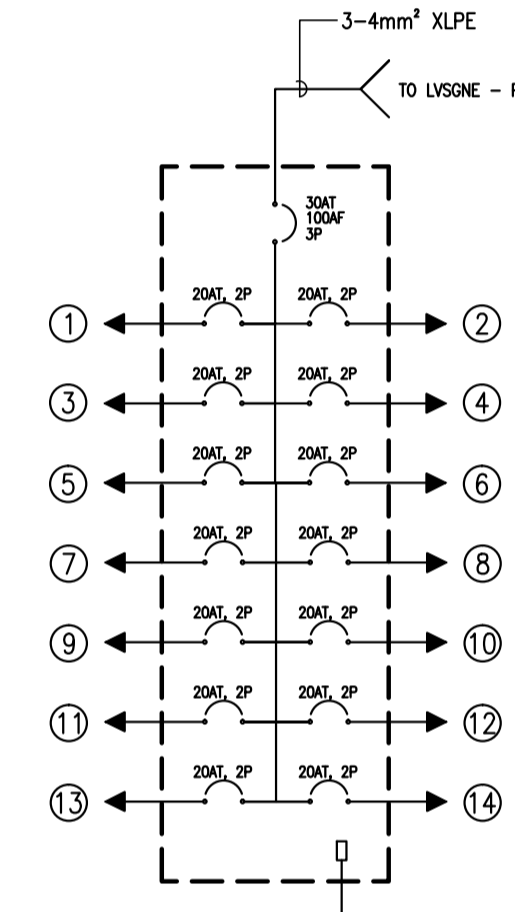 3-4mm² XLPE
TO LVSGNE -
30AT
100AF
3P
20AT, 2P 20AT, 2P
1 2
20AT, 2P 20AT, 2P
3 4
20AT, 2P 20AT, 2P
5 6
20AT, 2P 20AT, 2P
7 8
20AT, 2P 20AT, 2P
9 10
20AT, 2P 20AT, 2P
11 12
20AT, 2P 20AT, 2P
13 14